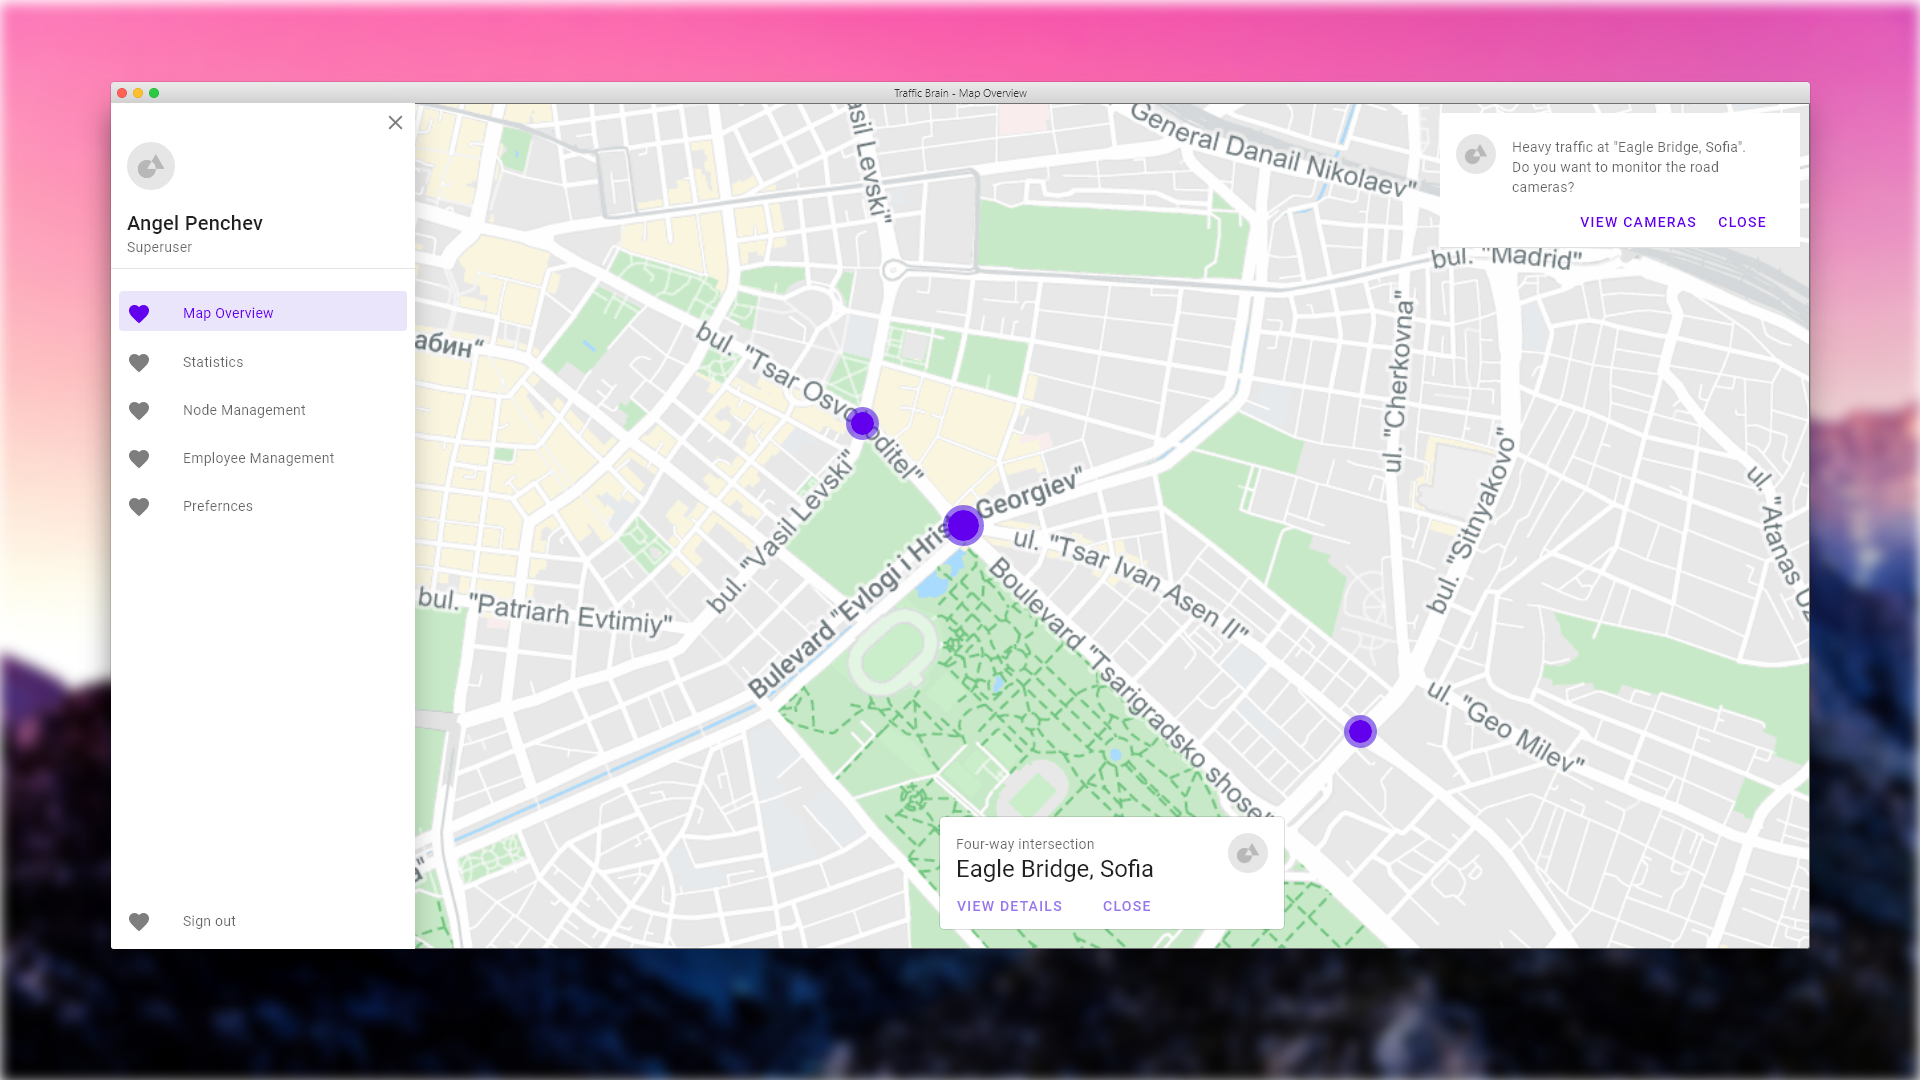 Traffic Brain - Map Overview
Angel Penchev
Superuser
Map Overview
Statistics
Node Management
Employee Management
Prefernces
Sign out
asil Levski"
General Danail Nikolaev"
Heavy traffic at "Eagle Bridge, Sofia".
Do you want to monitor the road
cameras?
VIEW CAMERAS CLOSE
bul. "Madrid"
ul. "Cherkovna"
абин“
bul. "Tsar Osvo oditel"
bul. "Vasil Levski"
Georgiev"
Bulevard "Evlogi i Hris
ul. "Tsar Ivan Asen II"
bul. "Sitnyakovo"
ul. "Atanas Uz
bul. "Patriarh Evtimiy"
Boulevard "Tsarigradsko shose"
ul. "Geo Milev"
Four-way intersection
Eagle Bridge, Sofia
VIEW DETAILS CLOSE